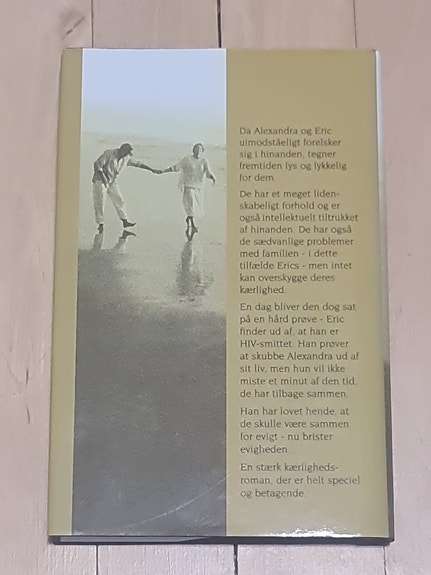 Da Alexandra og Eric
uimodståeligt forelsker
sig i hinanden, tegner
fremtiden lys og lykkelig
for dem.
De har et meget liden-
skabeligt forhold og er
også intellektuelt tiltrukket
af hinanden. De har også
de sædvanlige problemer
med familien - i dette
tilfælde Erics - men intet
kan overskygge deres
kærlighed.
En dag bliver den dog sat
på en hård prøve - Eric
finder ud af, at han er
HIV-smittet. Han prøver
at skubbe Alexandra ud af
sit liv, men hun vil ikke
miste et minut af den tid,
de har tilbage sammen.
Han har lovet hende, at
de skulle være sammen
for evigt - nu brister
evigheden.
En stærk kærligheds-
roman, der er helt speciel
og betagende.